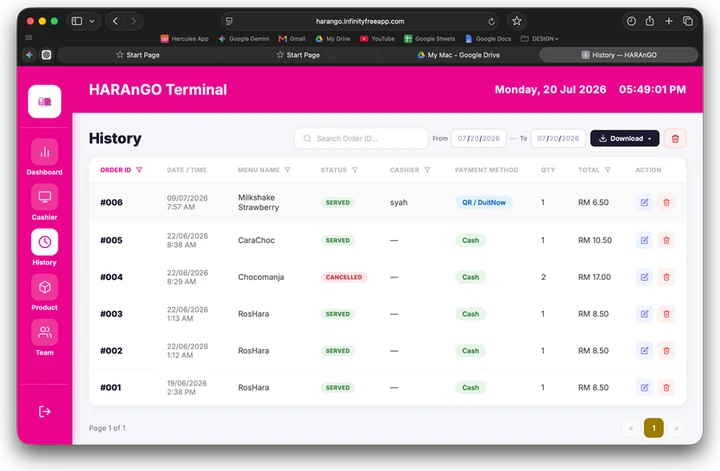 harango.infinityfreeapp.com
Hercules App
Google Gemini
Gmail
My Drive
YouTube
Google Sheets
Google Docs
DESIGN
Start Page
Start Page
My Mac - Google Drive
History — HARAnGO
HARAnGO Terminal
Monday, 20 Jul 2026 05:49:01 PM
Dashboard
Cashier
History
Product
Team
History
Search Order ID...
From 07/20/2026 — To 07/20/2026
Download
ORDER ID DATE / TIME MENU NAME STATUS CASHIER PAYMENT METHOD QTY TOTAL ACTION
#006 09/07/2026 7:57 AM Milkshake Strawberry SERVED syah QR / DuitNow 1 RM 6.50
#005 22/06/2026 8:38 AM CaraChoc SERVED — Cash 1 RM 10.50
#004 22/06/2026 8:29 AM Chocomanja CANCELLED — Cash 2 RM 17.00
#003 22/06/2026 1:13 AM RosHara SERVED — Cash 1 RM 8.50
#002 22/06/2026 1:12 AM RosHara SERVED — Cash 1 RM 8.50
#001 19/06/2026 2:38 PM RosHara SERVED — Cash 1 RM 8.50
Page 1 of 1
« 1 »